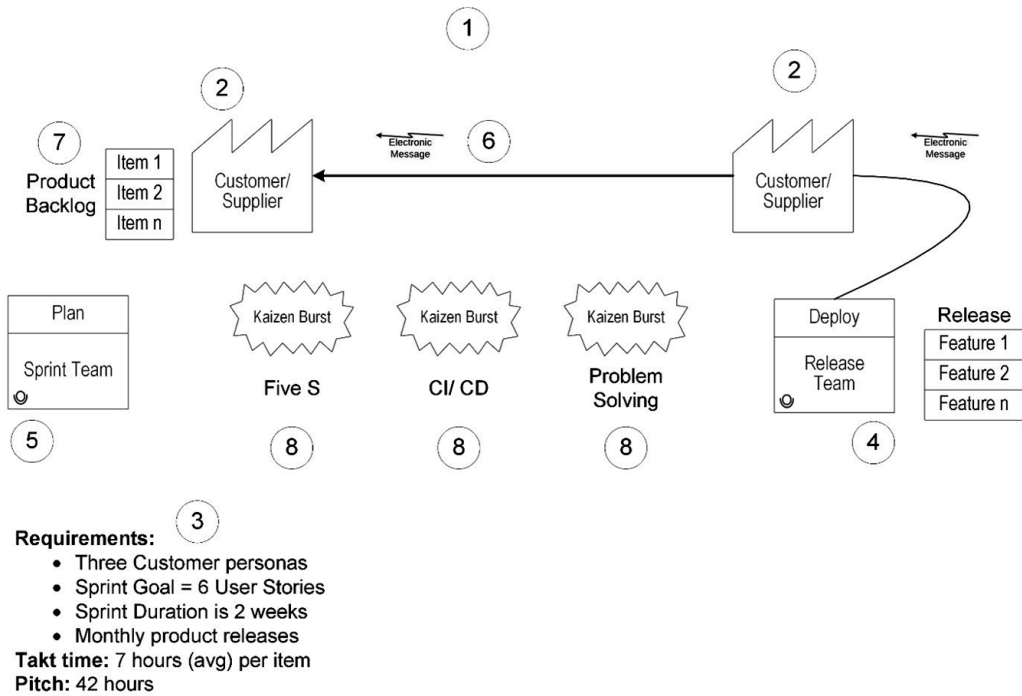 1
2
2
7
Product
Backlog
Item 1
Item 2
Item n
Customer/
Supplier
Electronic
Message
6
Customer/
Supplier
Electronic
Message
Plan
Sprint Team
5
Kaizen Burst
Five S
8
Kaizen Burst
CI/ CD
8
Kaizen Burst
Problem
Solving
8
Deploy
Release
Team
4
Release
Feature 1
Feature 2
Feature n
3
Requirements:
• Three Customer personas
• Sprint Goal = 6 User Stories
• Sprint Duration is 2 weeks
• Monthly product releases
Takt time: 7 hours (avg) per item
Pitch: 42 hours